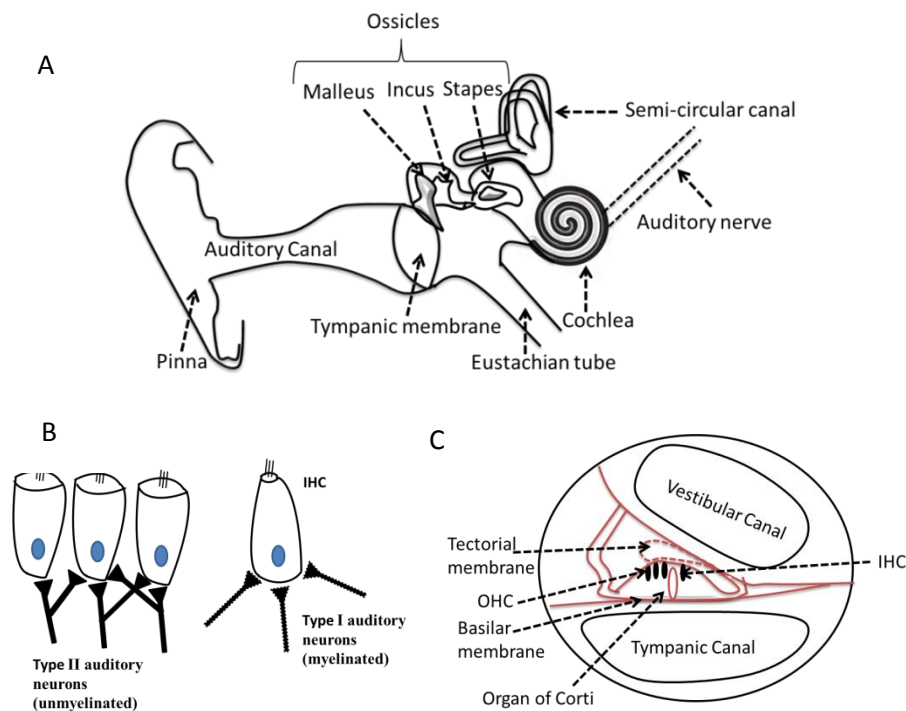 A
Ossicles
Malleus Incus Stapes
Semi-circular canal
Auditory nerve
Auditory Canal
Tympanic membrane
Cochlea
Eustachian tube
Pinna
B
IHC
Type I auditory
neurons
(myelinated)
Type II auditory
neurons
(unmyelinated)
C
Vestibular Canal
Tectorial
membrane
IHC
OHC
Basilar
membrane
Tympanic Canal
Organ of Corti